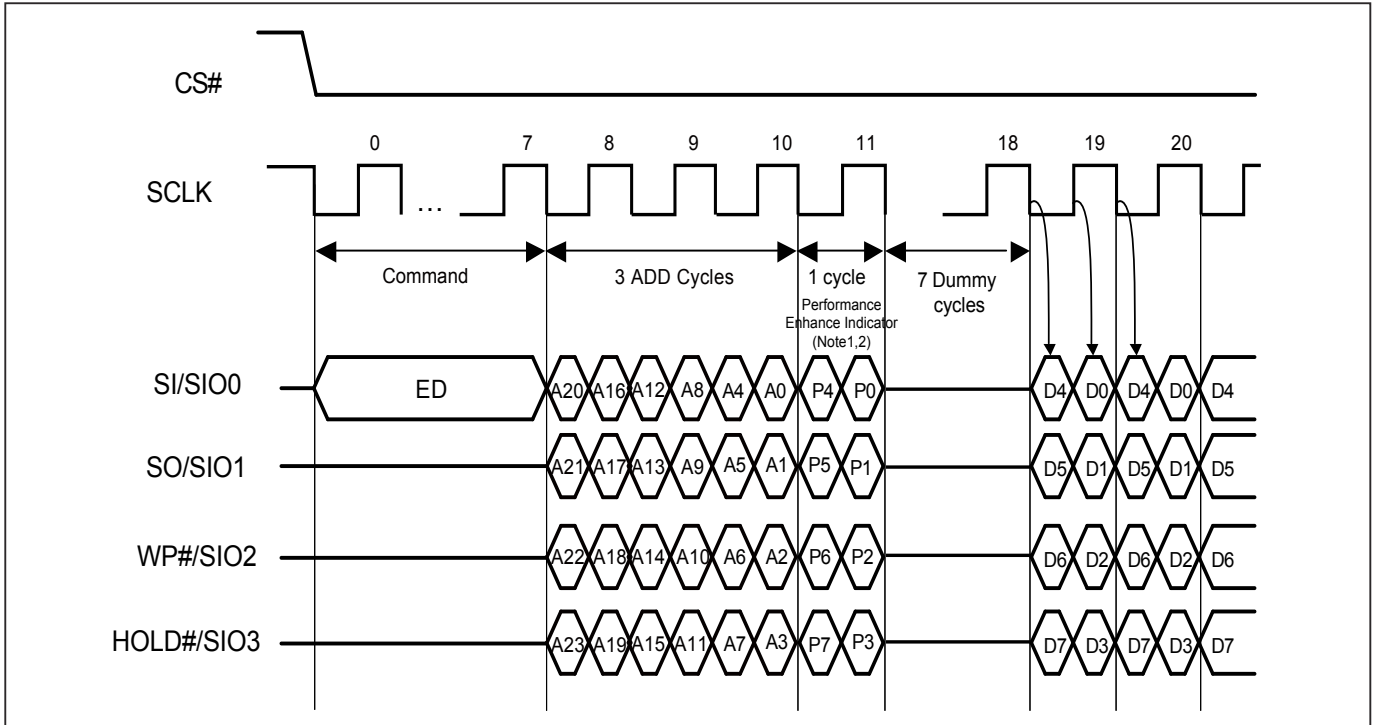 CS#
0 7 8 9 10 11 18 19 20
SCLK
...
Command
3 ADD Cycles
1 cycle
Performance
Enhance Indicator
(Note1,2)
7 Dummy
cycles
SI/SIO0 ED A20 A16 A12 A8 A4 A0 P4 P0 D4 D0 D4 D0 D4
SO/SIO1 A21 A17 A13 A9 A5 A1 P5 P1 D5 D1 D5 D1 D5
WP#/SIO2 A22 A18 A14 A10 A6 A2 P6 P2 D6 D2 D6 D2 D6
HOLD#/SIO3 A23 A19 A15 A11 A7 A3 P7 P3 D7 D3 D7 D3 D7